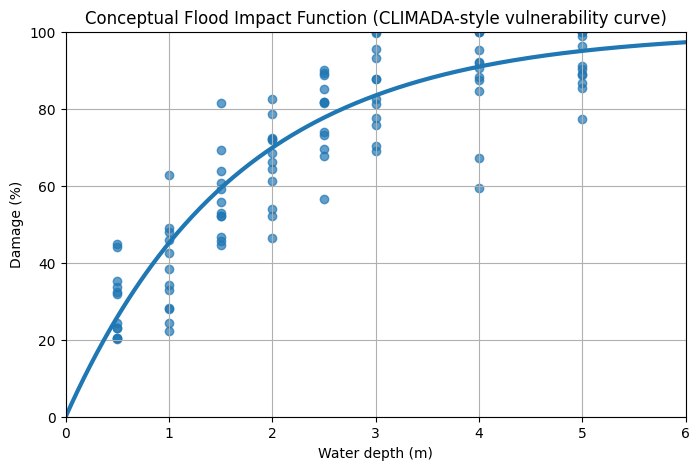 Conceptual Flood Impact Function (CLIMADA-style vulnerability curve)
100
80
60
40
20
0
Damage (%)
0 1 2 3 4 5 6
Water depth (m)